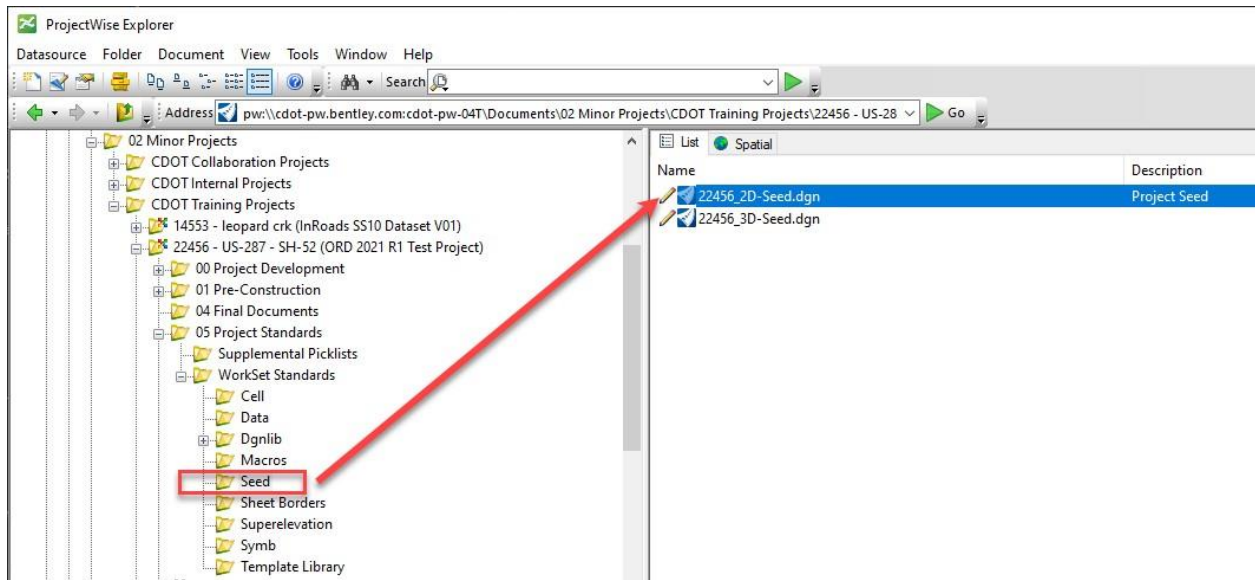 ProjectWise Explorer
Datasource Folder Document View Tools Window Help
Search
Address pw:\\cdot-pw.bentley.com:cdot-pw-04T\Documents\02 Minor Projects\CDOT Training Projects\22456 - US-28 Go
02 Minor Projects
CDOT Collaboration Projects
CDOT Internal Projects
CDOT Training Projects
14553 - leopard crk (InRoads SS10 Dataset V01)
22456 - US-287 - SH-52 (ORD 2021 R1 Test Project)
00 Project Development
01 Pre-Construction
04 Final Documents
05 Project Standards
Supplemental Picklists
WorkSet Standards
Cell
Data
Dgnlib
Macros
Seed
Sheet Borders
Superelevation
Symb
Template Library
List Spatial
Name Description
22456_2D-Seed.dgn Project Seed
22456_3D-Seed.dgn